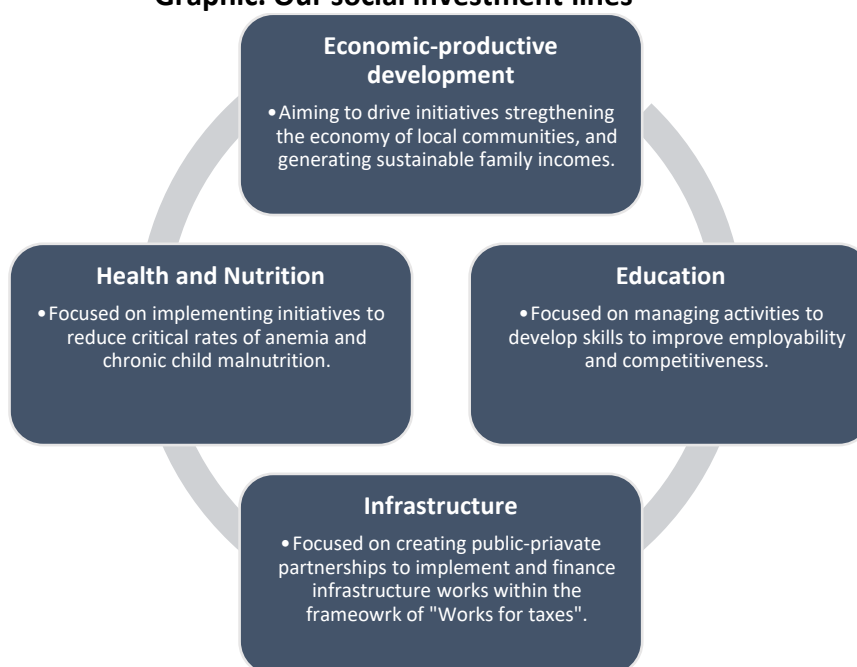 Graphic. Our social investment lines
Economic-productive
development
•Aiming to drive initiatives stregthening
the economy of local communities, and
generating sustainable family incomes.
Health and Nutrition
•Focused on implementing initiatives to
reduce critical rates of anemia and
chronic child malnutrition.
Education
•Focused on managing activities to
develop skills to improve employability
and competitiveness.
Infrastructure
•Focused on creating public-priavate
partnerships to implement and finance
infrastructure works within the
frameowrk of "Works for taxes".